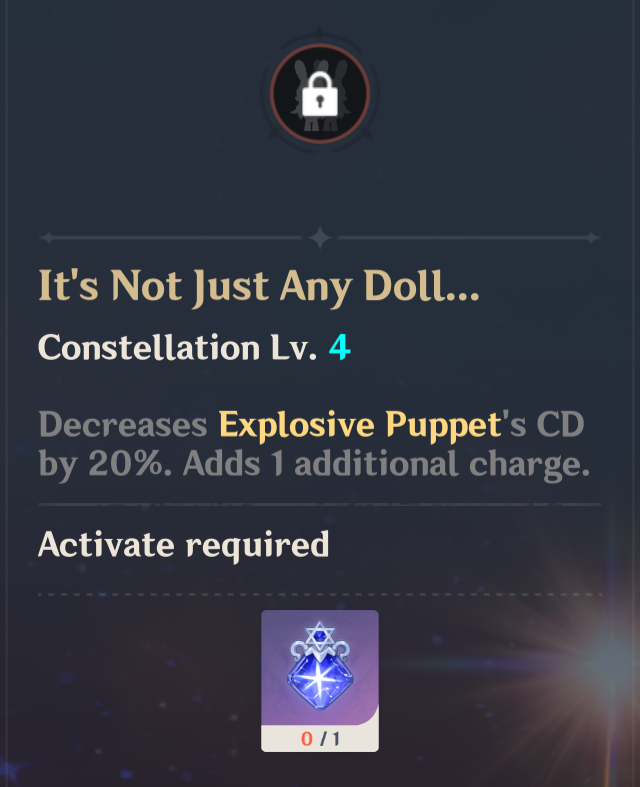 It's Not Just Any Doll...
Constellation Lv. 4
Decreases Explosive Puppet's CD
by 20%. Adds 1 additional charge.
Activate required
0 / 1